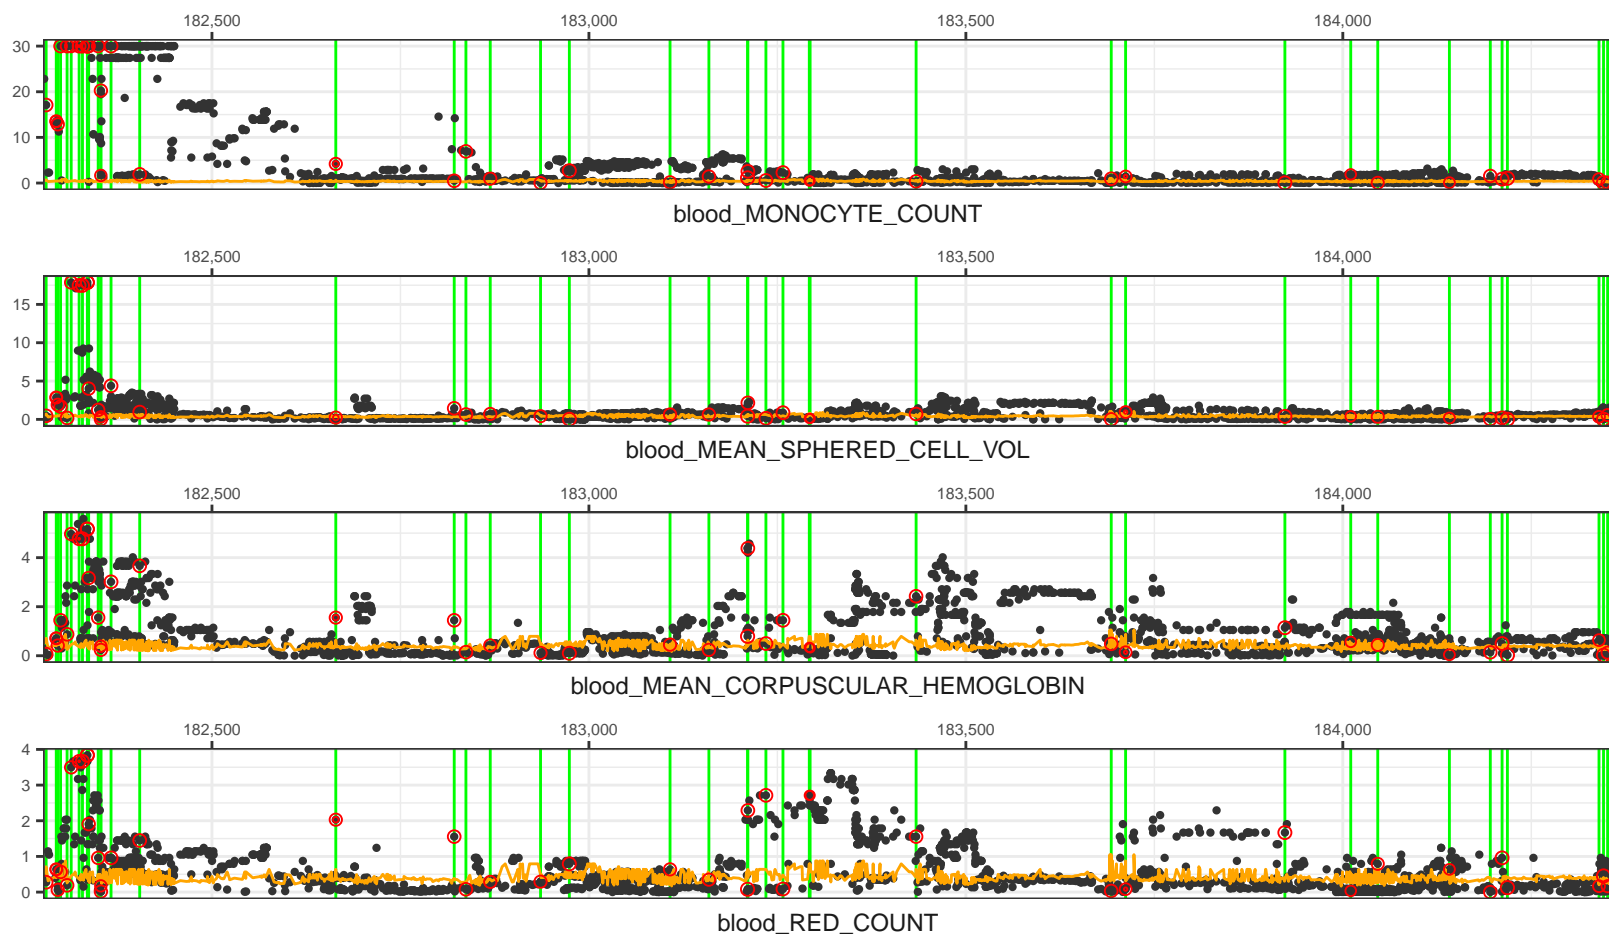 182,500 183,000 183,500 184,000
30
20
10
0
blood_MONOCYTE_COUNT
182,500 183,000 183,500 184,000
15
10
5
0
blood_MEAN_SPHERED_CELL_VOL
182,500 183,000 183,500 184,000
4
2
0
blood_MEAN_CORPUSCULAR_HEMOGLOBIN
182,500 183,000 183,500 184,000
4
3
2
1
0
blood_RED_COUNT